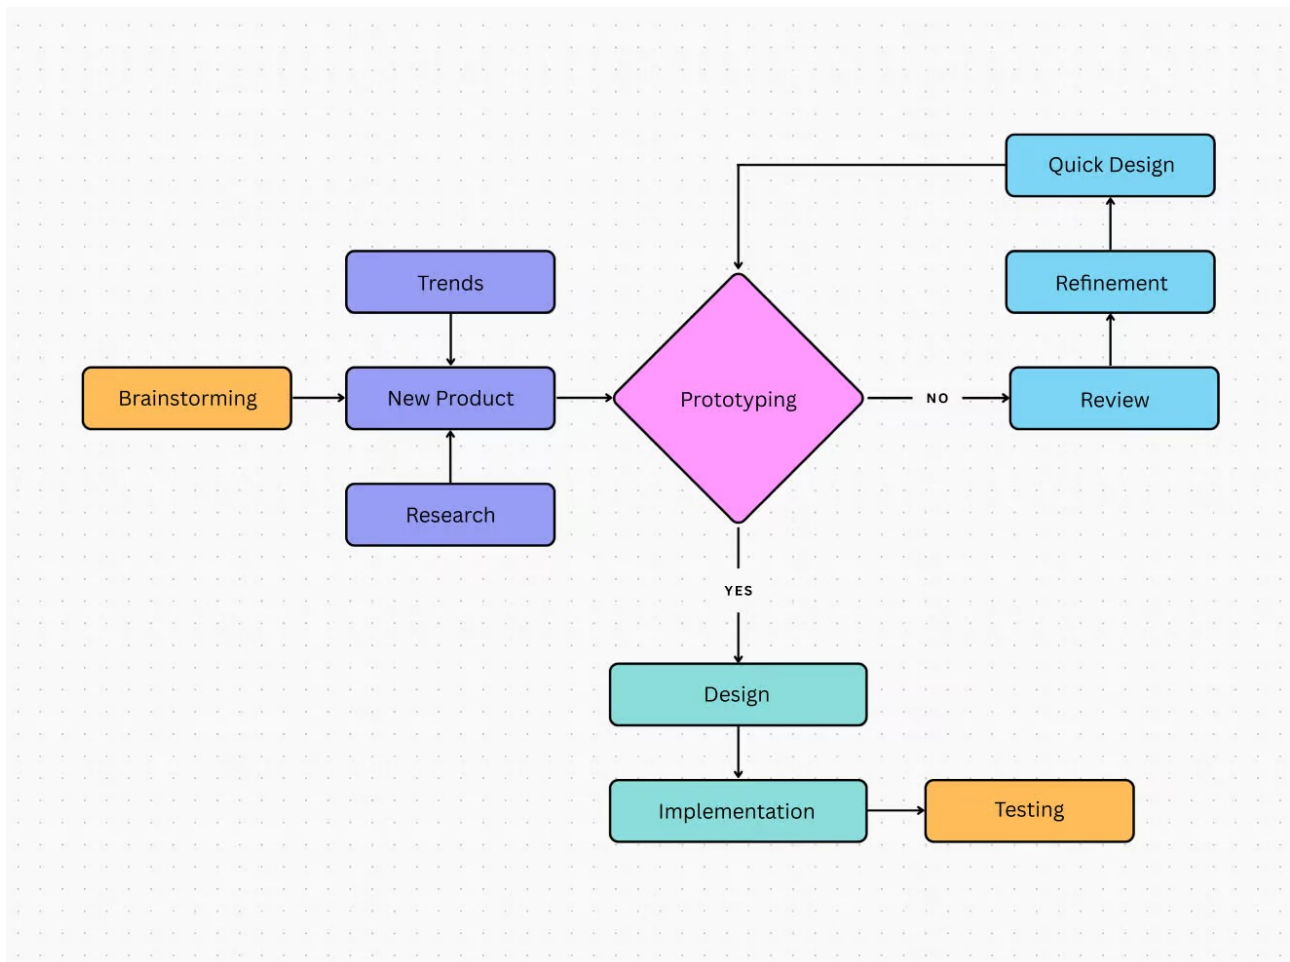 Quick Design
Trends
Refinement
Brainstorming
New Product
Prototyping
NO
Review
Research
YES
Design
Implementation
Testing